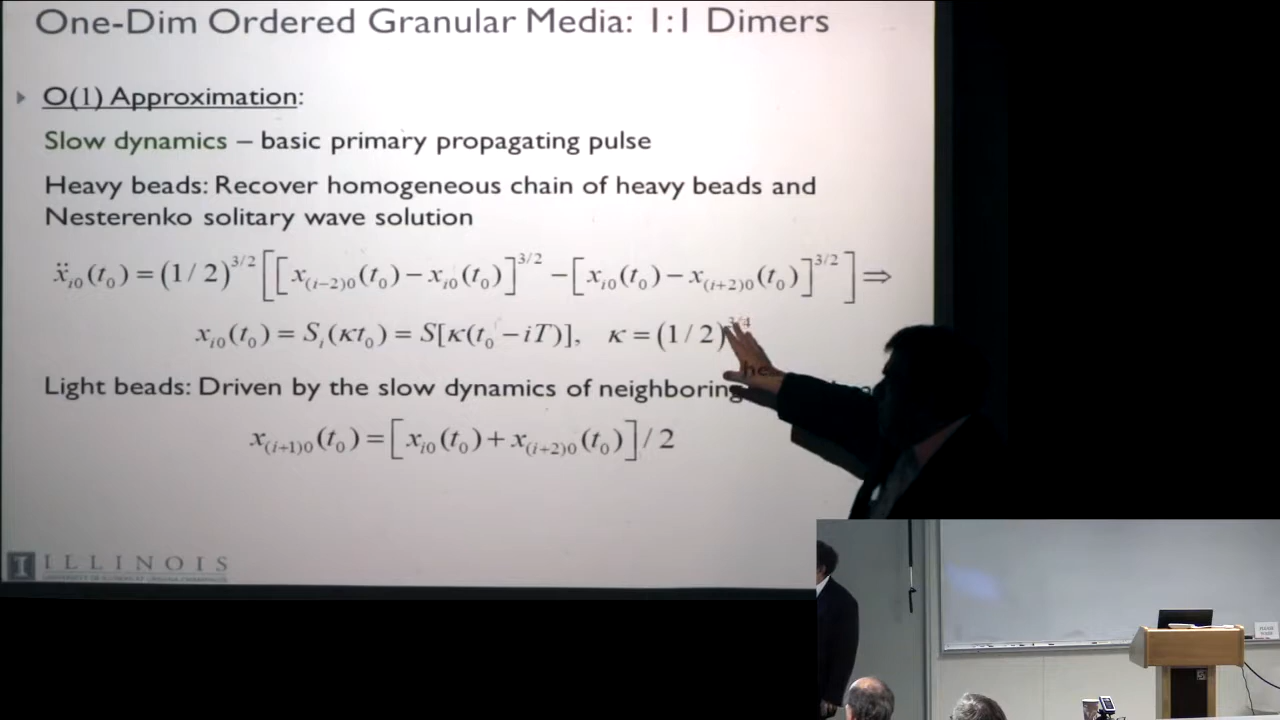 One-Dim Ordered Granular Media: 1:1 Dimers
O(1) Approximation:
Slow dynamics – basic primary propagating pulse
Heavy beads: Recover homogeneous chain of heavy beads and
Nesterenko solitary wave solution
ẍ_{i0}(t_0) = (1/2)^{3/2} [[x_{(i−2)0}(t_0) − x_{i0}(t_0)]^{3/2} − [x_{i0}(t_0) − x_{(i+2)0}(t_0)]^{3/2}] ⇒
x_{i0}(t_0) = S_i(κt_0) = S[κ(t_0 − iT)], κ = (1/2)^{3/4}
Light beads: Driven by the slow dynamics of neighboring
x_{(i+1)0}(t_0) = [x_{i0}(t_0) + x_{(i+2)0}(t_0)] / 2
I ILLINOIS